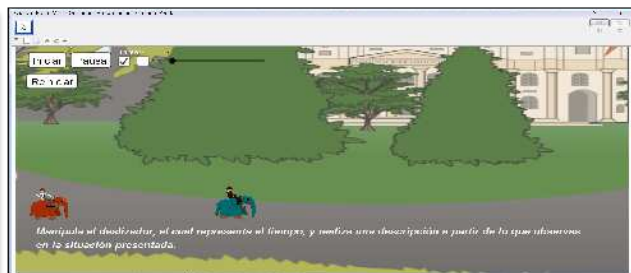 Iniciar Pausa
Reiniciar
Manipula el deslizador, el cual representa el tiempo, y realiza una descripción a partir de lo que observes
en la situación presentada.